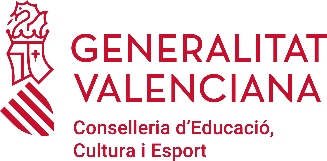 GENERALITAT
VALENCIANA
Conselleria d'Educació,
Cultura i Esport